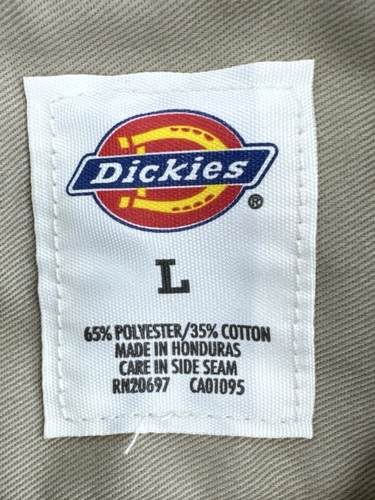 Dickies
®
L
65% POLYESTER/35% COTTON
MADE IN HONDURAS
CARE IN SIDE SEAM
RN20697 CA01095